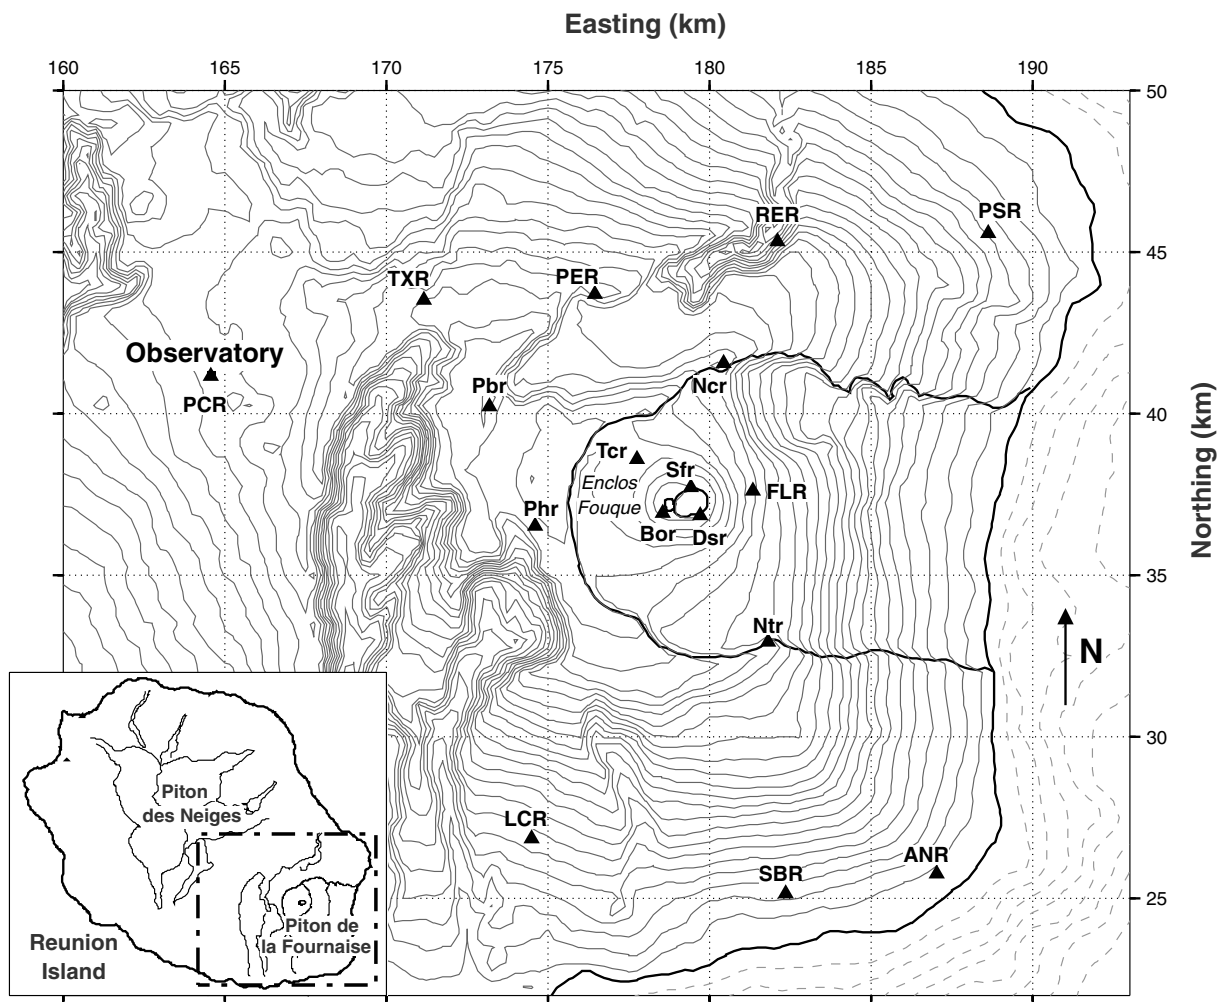 Easting (km)
160 165 170 175 180 185 190
50
RER
PSR
45
TXR
PER
Observatory
PCR
Pbr
Ncr
40
Tcr
Sfr
Enclos
Fouque
FLR
Phr
Bor
Dsr
Northing (km)
35
Ntr
N
30
Piton
des Neiges
LCR
ANR
SBR
25
Piton de
la Fournaise
Reunion
Island